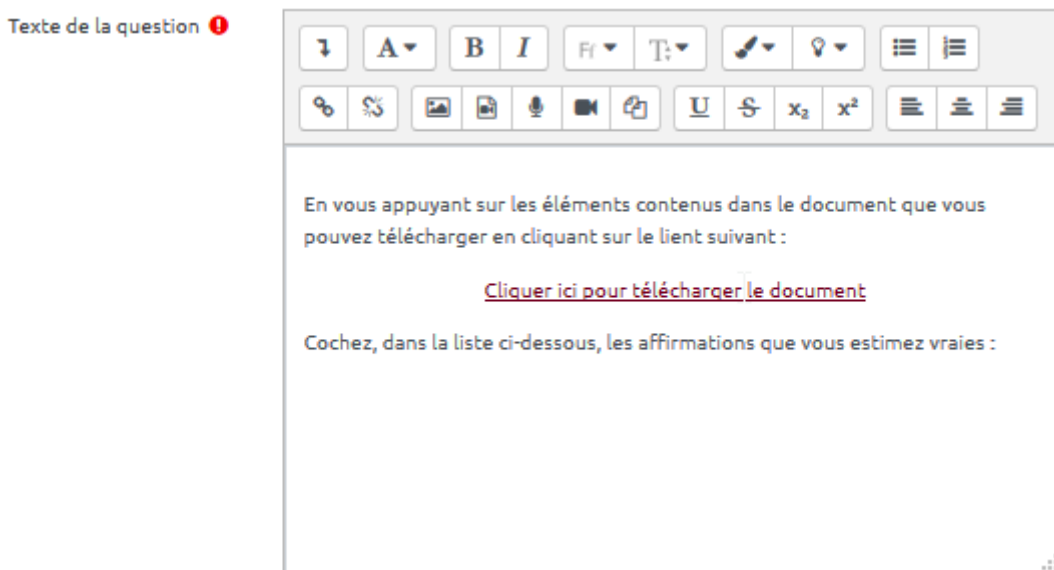 Texte de la question
A B I Ff T
U S x₂ x²
En vous appuyant sur les éléments contenus dans le document que vous
pouvez télécharger en cliquant sur le lient suivant :
Cliquer ici pour télécharger le document
Cochez, dans la liste ci-dessous, les affirmations que vous estimez vraies :